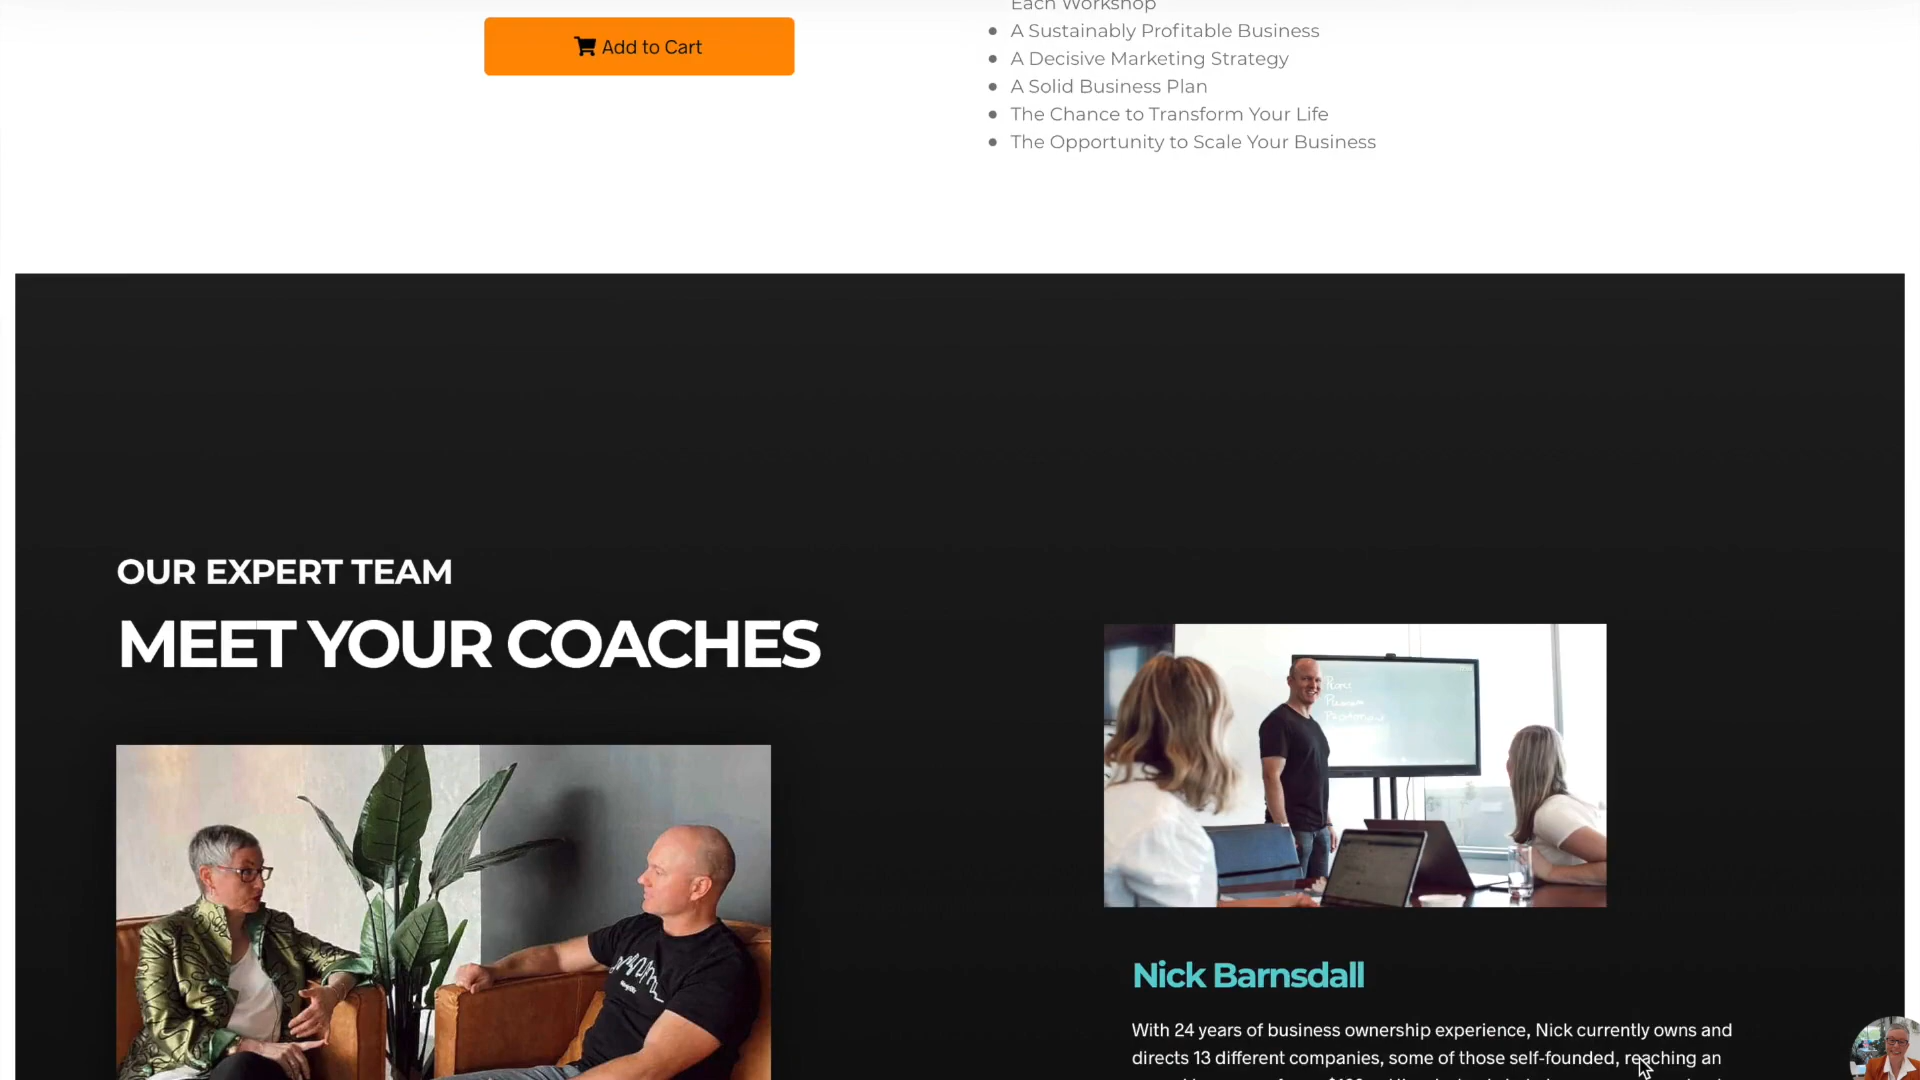 Each Workshop
Add to Cart
A Sustainably Profitable Business
A Decisive Marketing Strategy
A Solid Business Plan
The Chance to Transform Your Life
The Opportunity to Scale Your Business
OUR EXPERT TEAM
MEET YOUR COACHES
Nick Barnsdall
With 24 years of business ownership experience, Nick currently owns and
directs 13 different companies, some of those self-founded, reaching an